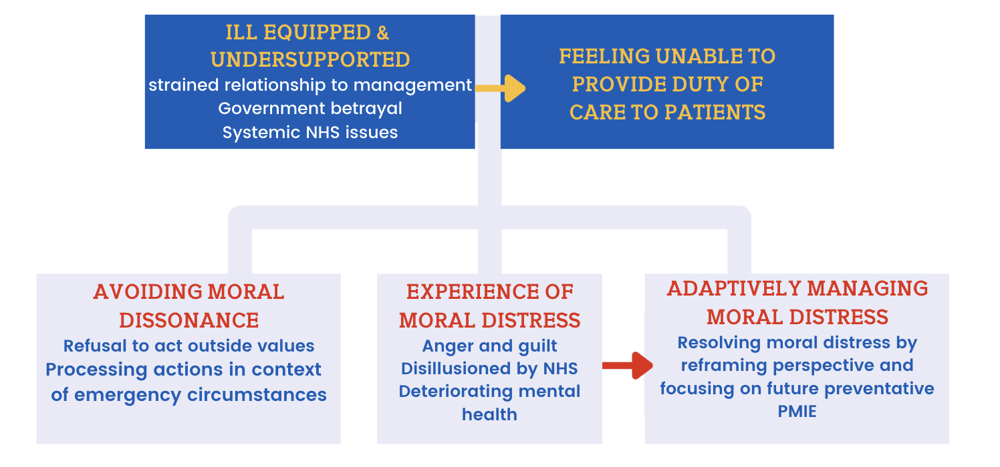 ILL EQUIPPED &
UNDERSUPPORTED
strained relationship to management
Government betrayal
Systemic NHS issues
FEELING UNABLE TO
PROVIDE DUTY OF
CARE TO PATIENTS
AVOIDING MORAL
DISSONANCE
Refusal to act outside values
Processing actions in context
of emergency circumstances
EXPERIENCE OF
MORAL DISTRESS
Anger and guilt
Disillusioned by NHS
Deteriorating mental
health
ADAPTIVELY MANAGING
MORAL DISTRESS
Resolving moral distress by
reframing perspective and
focusing on future preventative
PMIE